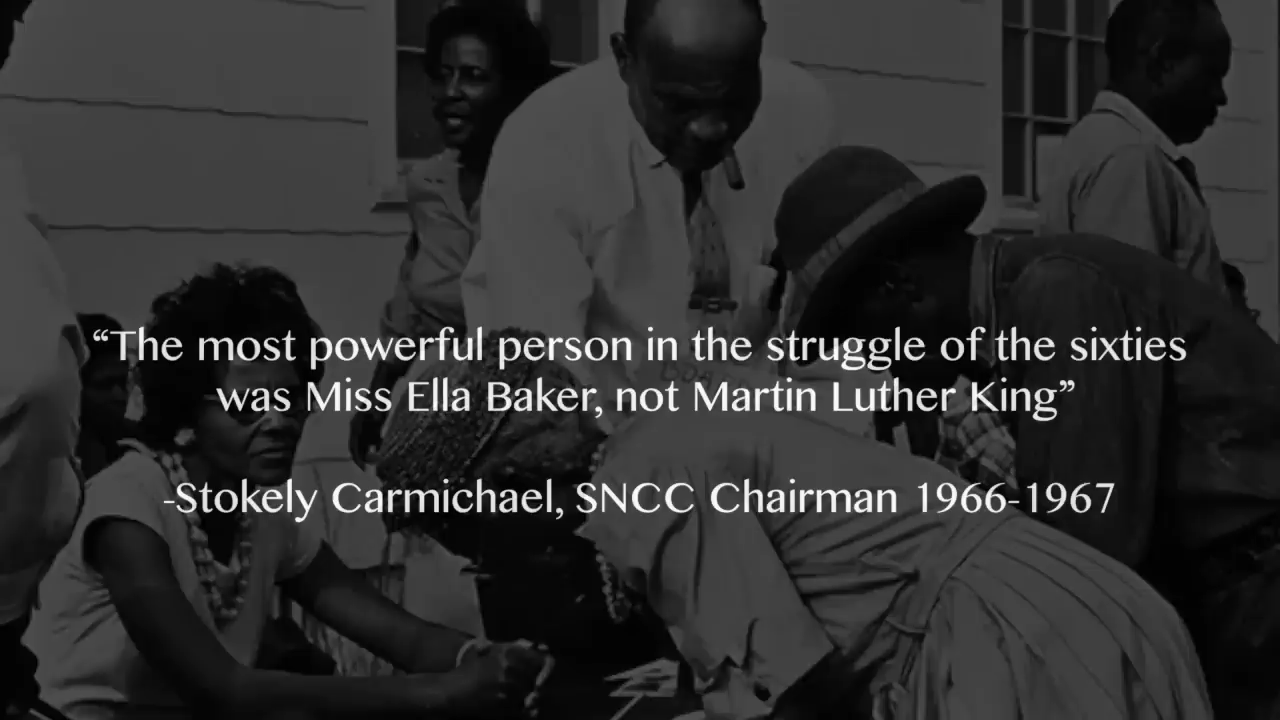 “The most powerful person in the struggle of the sixties
was Miss Ella Baker, not Martin Luther King”
-Stokely Carmichael, SNCC Chairman 1966-1967